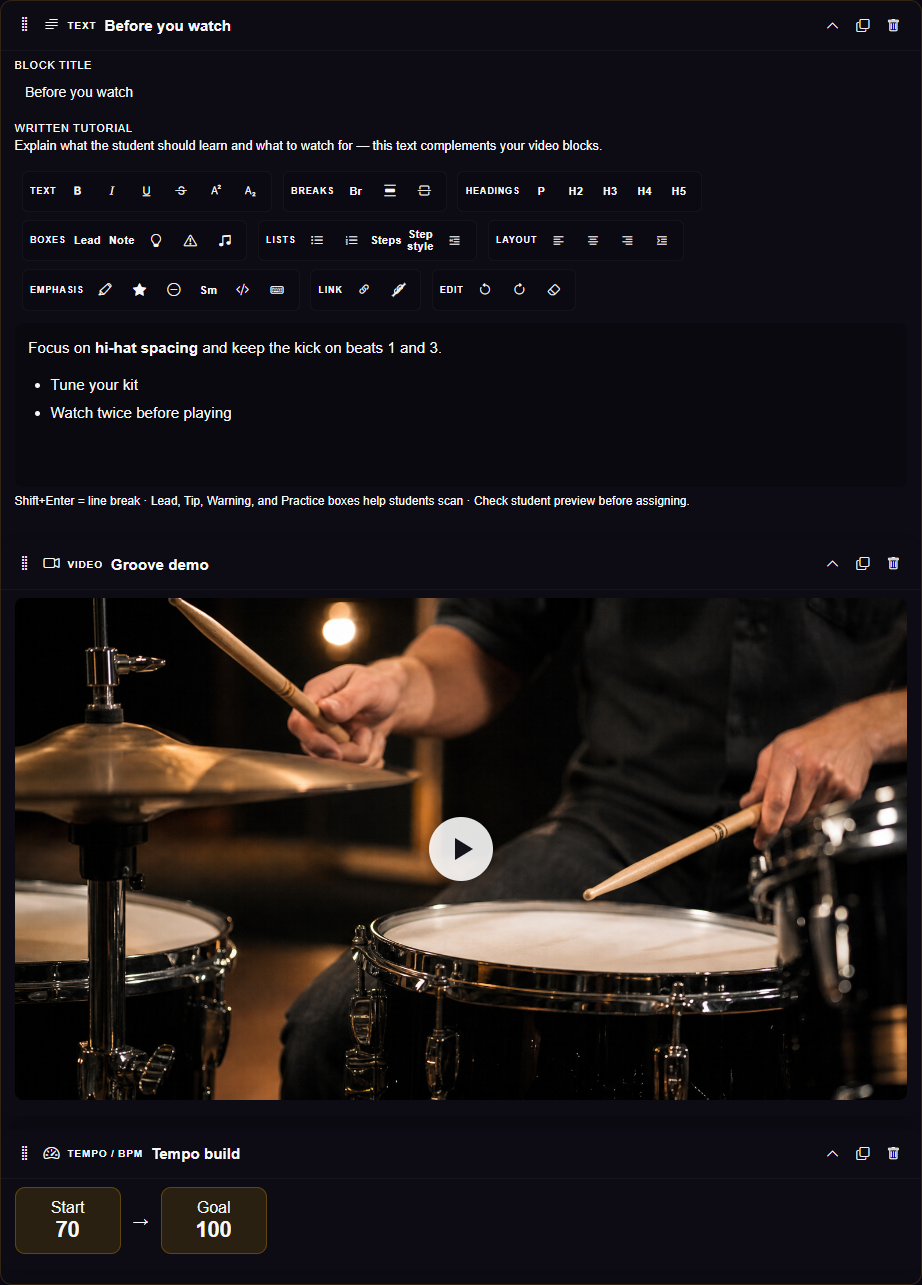 TEXT Before you watch
BLOCK TITLE
Before you watch
WRITTEN TUTORIAL
Explain what the student should learn and what to watch for — this text complements your video blocks.
TEXT B I U S A² A₂ BREAKS Br HEADINGS P H2 H3 H4 H5
BOXES Lead Note LISTS Steps Step style LAYOUT
EMPHASIS Sm </> LINK EDIT
Focus on hi-hat spacing and keep the kick on beats 1 and 3.
• Tune your kit
• Watch twice before playing
Shift+Enter = line break · Lead, Tip, Warning, and Practice boxes help students scan · Check student preview before assigning.
VIDEO Groove demo
TEMPO / BPM Tempo build
Start → Goal
70 100